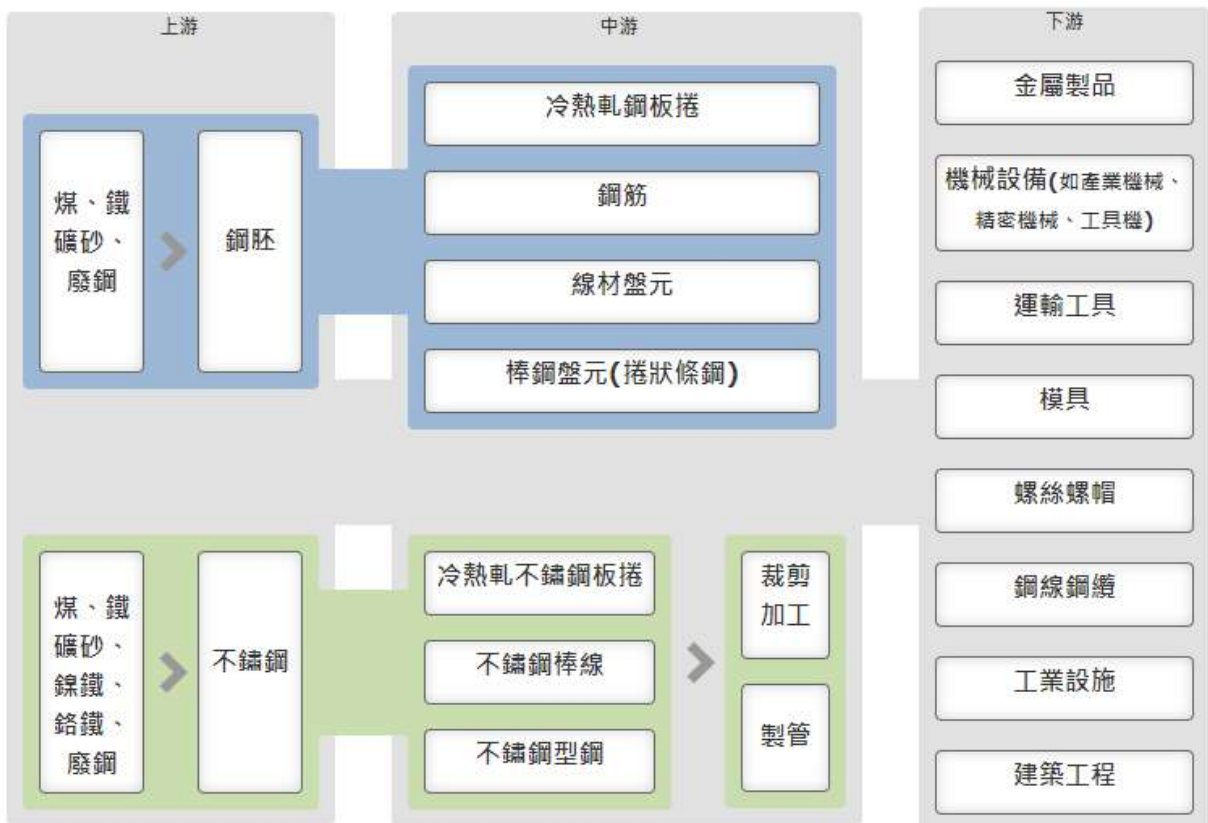 上游
煤、鐵
礦砂、
廢鋼
鋼胚
煤、鐵
礦砂、
鎳鐵、
鉻鐵、
廢鋼
不鏽鋼
中游
冷熱軋鋼板捲
鋼筋
線材盤元
棒鋼盤元(捲狀條鋼)
冷熱軋不鏽鋼板捲
不鏽鋼棒線
不鏽鋼型鋼
裁剪
加工
製管
下游
金屬製品
機械設備(如產業機械、
精密機械、工具機)
運輸工具
模具
螺絲螺帽
鋼線鋼纜
工業設施
建築工程